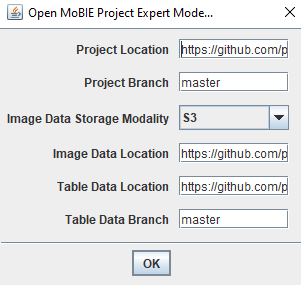 Open MoBIE Project Expert Mode...
Project Location https://github.com/p
Project Branch master
Image Data Storage Modality S3
Image Data Location https://github.com/p
Table Data Location https://github.com/p
Table Data Branch master
OK